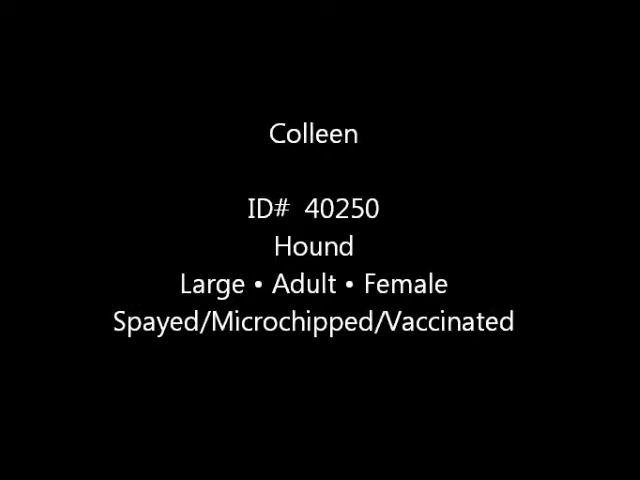 Colleen
ID# 40250
Hound
Large • Adult • Female
Spayed/Microchipped/Vaccinated